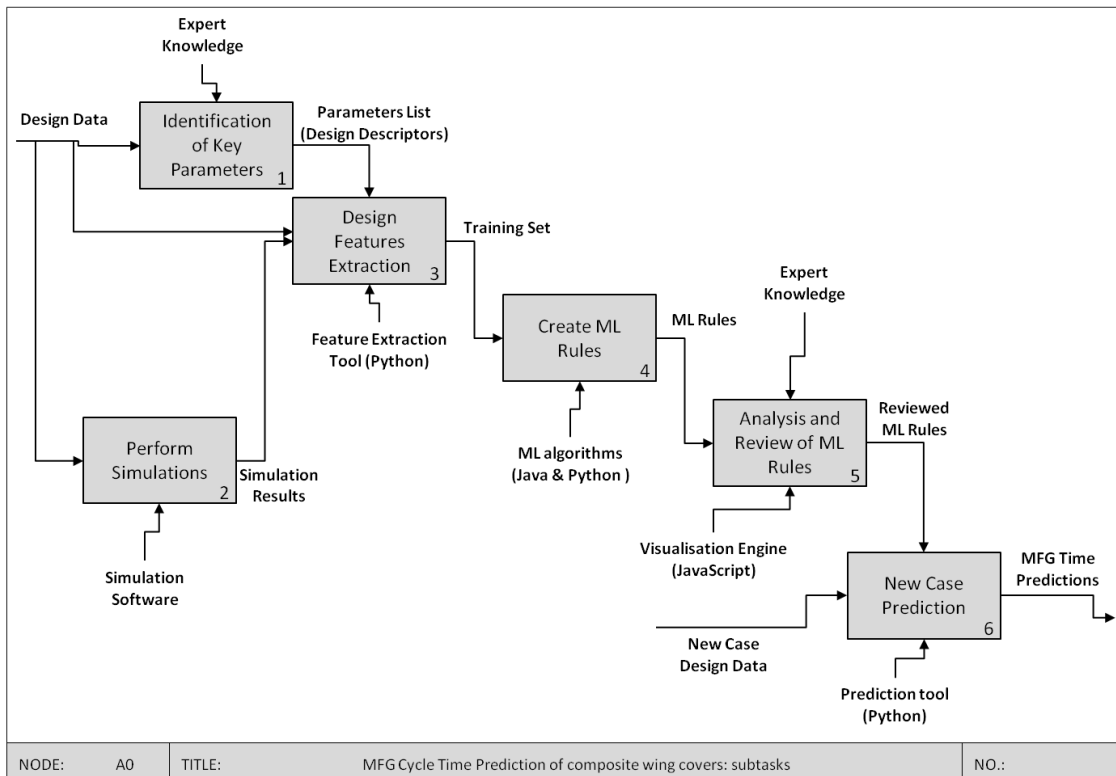 Expert
Knowledge
Design Data
Identification
of Key
Parameters
1
Parameters List
(Design Descriptors)
Design
Features
Extraction
3
Training Set
Feature Extraction
Tool (Python)
Expert
Knowledge
Create ML
Rules
4
ML Rules
ML algorithms
(Java & Python )
Analysis and
Review of ML
Rules
5
Reviewed
ML Rules
Perform
Simulations
2
Simulation
Results
Simulation
Software
Visualisation Engine
(JavaScript)
New Case
Prediction
6
MFG Time
Predictions
New Case
Design Data
Prediction tool
(Python)
NODE: A0 TITLE: MFG Cycle Time Prediction of composite wing covers: subtasks NO.: